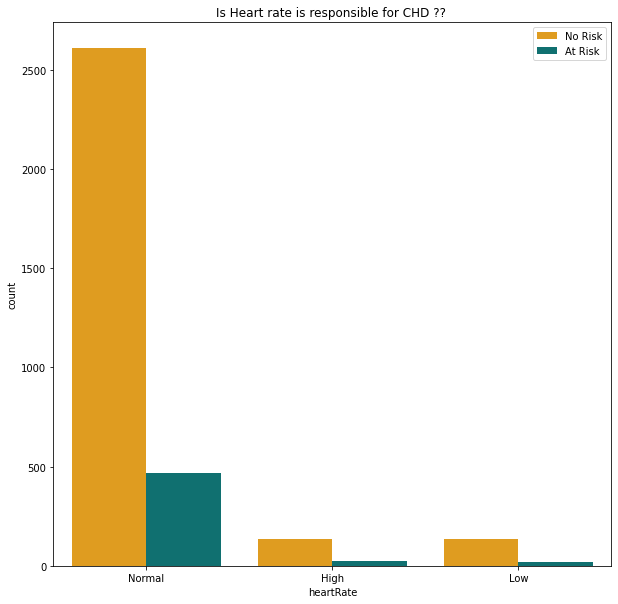 Is Heart rate is responsible for CHD ??
No Risk
At Risk
2500
2000
1500
1000
500
0
count
Normal
High
Low
heartRate